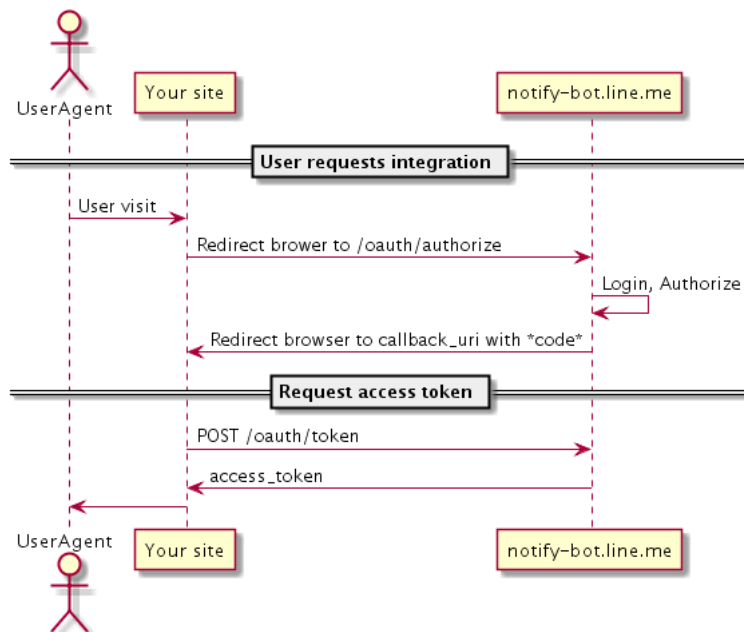 UserAgent
Your site
notify-bot.line.me
User requests integration
User visit
Redirect brower to /oauth/authorize
Login, Authorize
Redirect browser to callback_uri with *code*
Request access token
POST /oauth/token
access_token
UserAgent
Your site
notify-bot.line.me